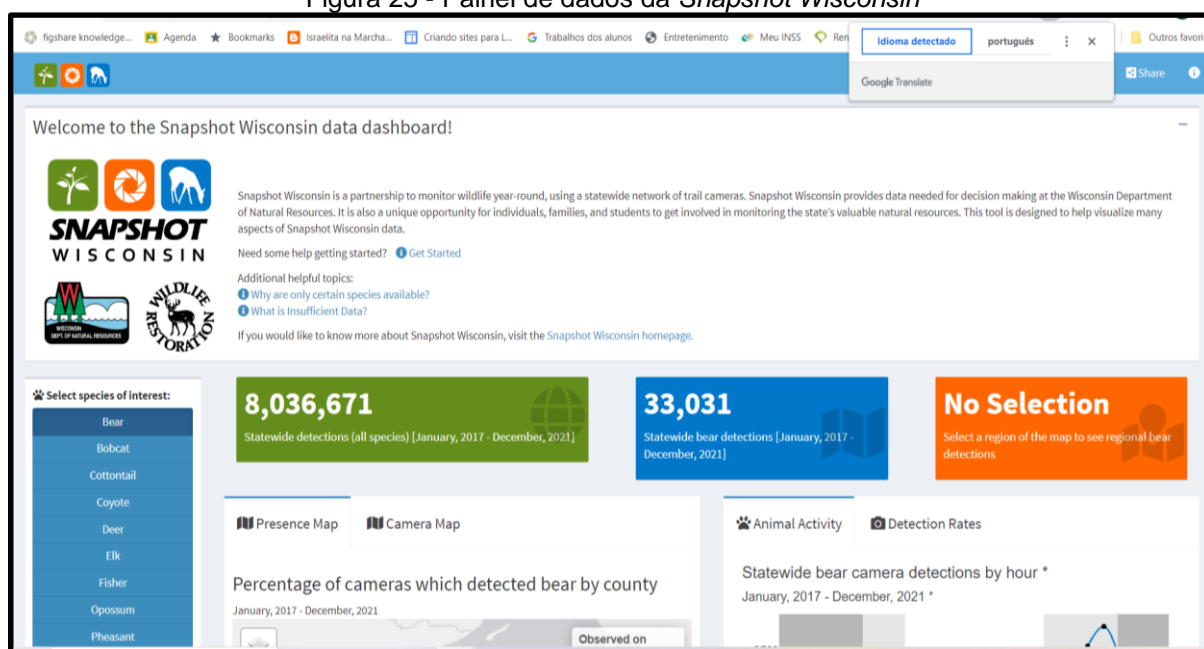 Figura 25 - Painel de dados da Snapshot Wisconsin
figshare knowledge... Agenda Bookmarks Israelita na Marcha... Criando sites para L... Trabalhos dos alunos Entretenimento Meu INSS Outros favori
Idioma detectado português
Google Translate
Share
Welcome to the Snapshot Wisconsin data dashboard!
SNAPSHOT
WISCONSIN
WISCONSIN
DEPT. OF NATURAL RESOURCES
WILDLIFE
RESTORATI
Snapshot Wisconsin is a partnership to monitor wildlife year-round, using a statewide network of trail cameras. Snapshot Wisconsin provides data needed for decision making at the Wisconsin Department
of Natural Resources. It is also a unique opportunity for individuals, families, and students to get involved in monitoring the state's valuable natural resources. This tool is designed to help visualize many
aspects of Snapshot Wisconsin data.
Need some help getting started? Get Started
Additional helpful topics:
Why are only certain species available?
What is Insufficient Data?
If you would like to know more about Snapshot Wisconsin, visit the Snapshot Wisconsin homepage.
Select species of interest:
Bear
Bobcat
Cottontail
Coyote
Deer
Elk
Fisher
Opossum
Pheasant
8,036,671
Statewide detections (all species) [January, 2017 - December, 2021]
33,031
Statewide bear detections [January, 2017 -
December, 2021]
No Selection
Select a region of the map to see regional bear
detections
Presence Map Camera Map
Percentage of cameras which detected bear by county
January, 2017 - December, 2021
Observed on
Animal Activity Detection Rates
Statewide bear camera detections by hour *
January, 2017 - December, 2021 *